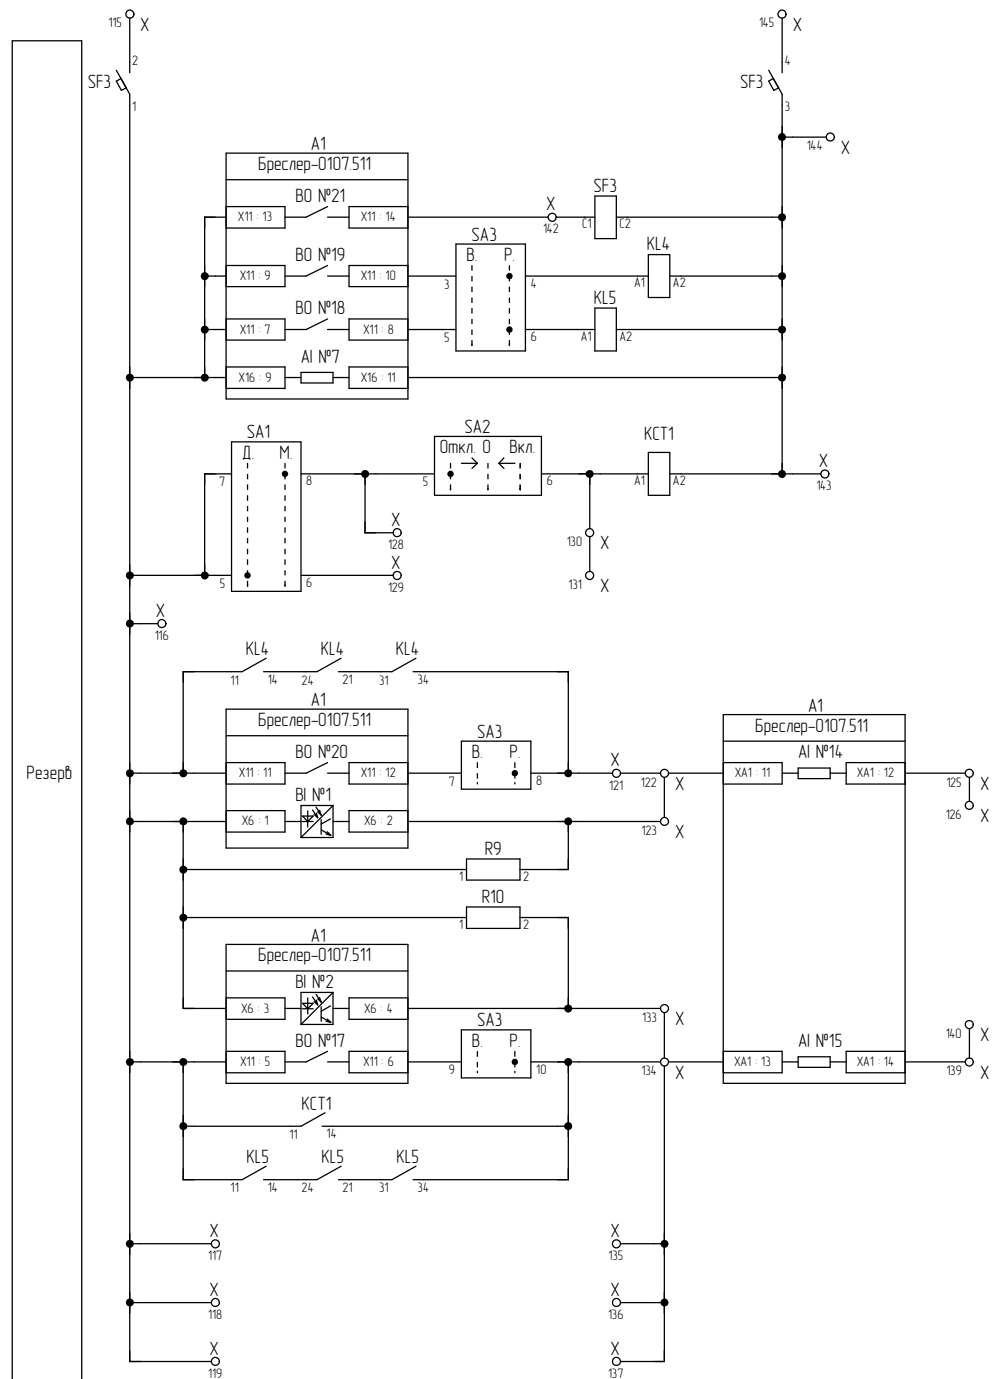 115 X
145 X
2
4
SF3
SF3
1
3
144 X
A1
Бреслер-0107.511
X11 : 13 ВО №21 X11 : 14
X 142
SF3
C1 C2
X11 : 9 ВО №19 X11 : 10
SA3
В. Р.
3 4
KL4
A1 A2
X11 : 7 ВО №18 X11 : 8
5 6
KL5
A1 A2
X16 : 9 AI №7 X16 : 11
SA1
Д. М.
7 8
5 6
SA2
Откл. О Вкл.
5 6
KCT1
A1 A2
X 143
X 128
X 129
130 X
131 X
X 116
KL4 KL4 KL4
11 14 24 21 31 34
A1
Бреслер-0107.511
X11 : 11 ВО №20 X11 : 12
SA3
В. Р.
7 8
X 121
122 X
X6 : 1 BI №1 X6 : 2
123 X
A1
Бреслер-0107.511
XA1 : 11 AI №14 XA1 : 12
125 X
126 X
Резерв
R9
1 2
R10
1 2
A1
Бреслер-0107.511
X6 : 3 BI №2 X6 : 4
133 X
X11 : 5 ВО №17 X11 : 6
SA3
В. Р.
9 10
134 X
XA1 : 13 AI №15 XA1 : 14
140 X
139 X
KCT1
11 14
KL5 KL5 KL5
11 14 24 21 31 34
X 117
X 135
X 118
X 136
X 119
X 137